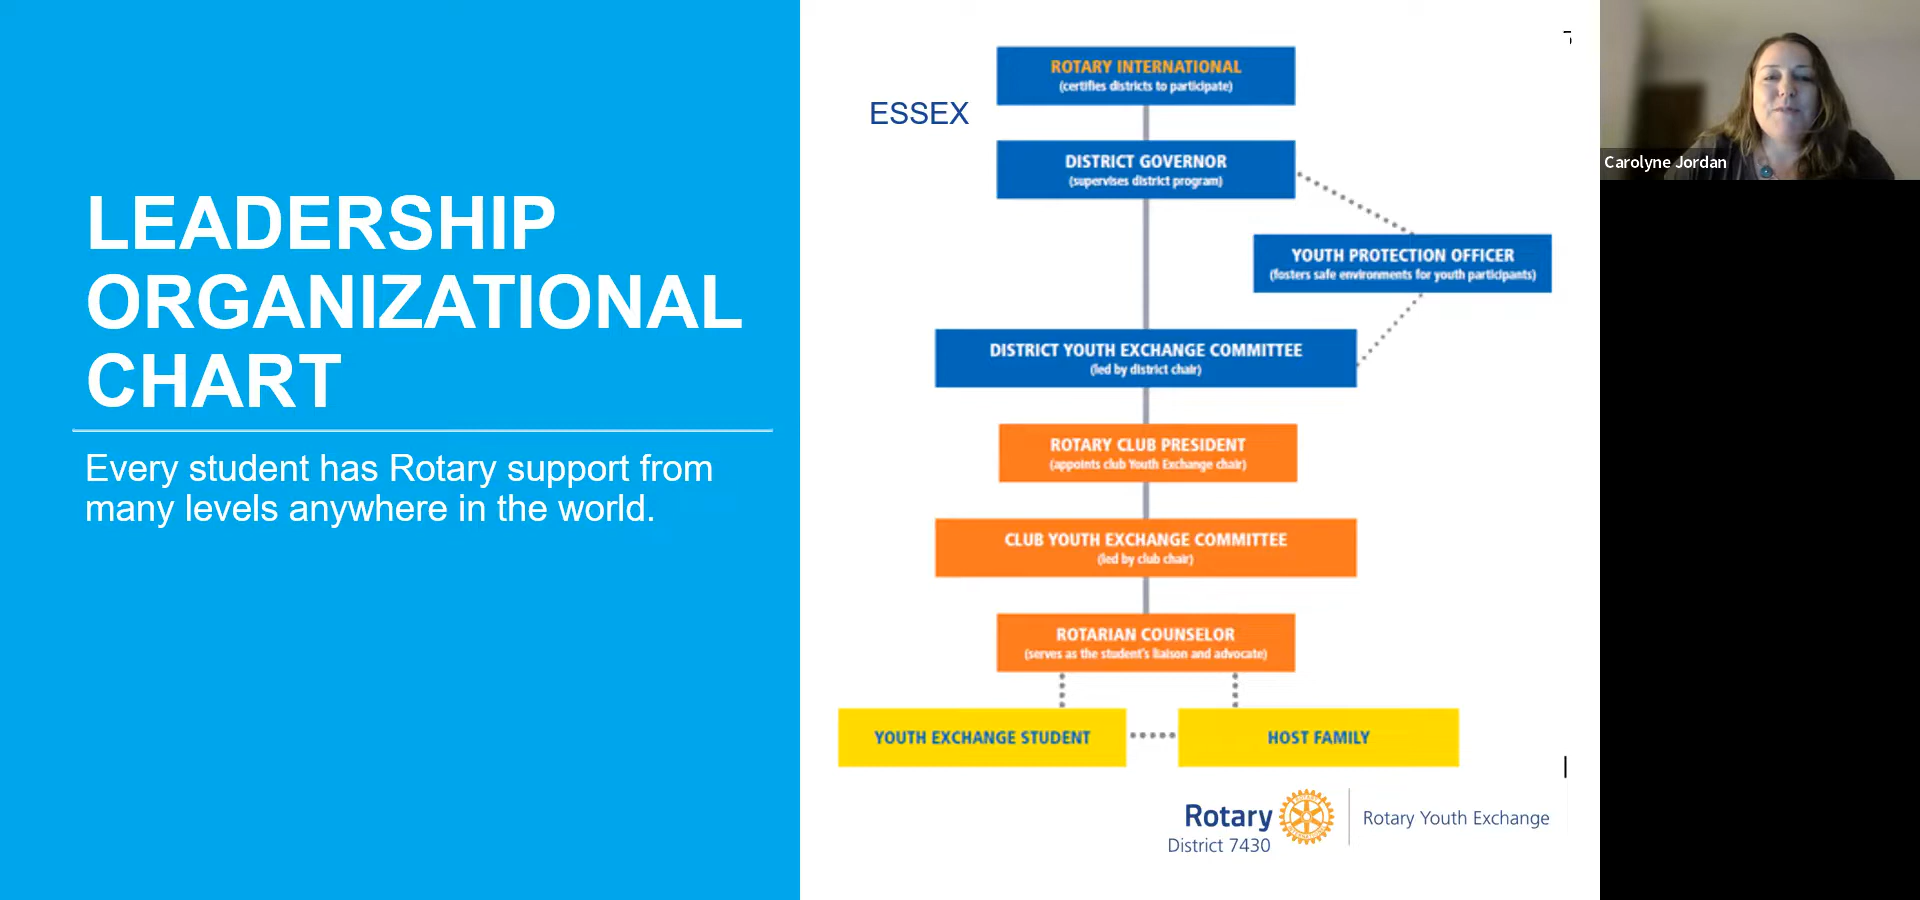 LEADERSHIP
ORGANIZATIONAL
CHART
Every student has Rotary support from
many levels anywhere in the world.
ESSEX
ROTARY INTERNATIONAL
(certifies districts to participate)
DISTRICT GOVERNOR
(supervises district program)
YOUTH PROTECTION OFFICER
(fosters safe environments for youth participants)
DISTRICT YOUTH EXCHANGE COMMITTEE
(led by district chair)
ROTARY CLUB PRESIDENT
(appoints club Youth Exchange chair)
CLUB YOUTH EXCHANGE COMMITTEE
(led by club chair)
ROTARIAN COUNSELOR
(serves as the student's liaison and advocate)
YOUTH EXCHANGE STUDENT
HOST FAMILY
Rotary
District 7430
Rotary Youth Exchange
Carolyne Jordan